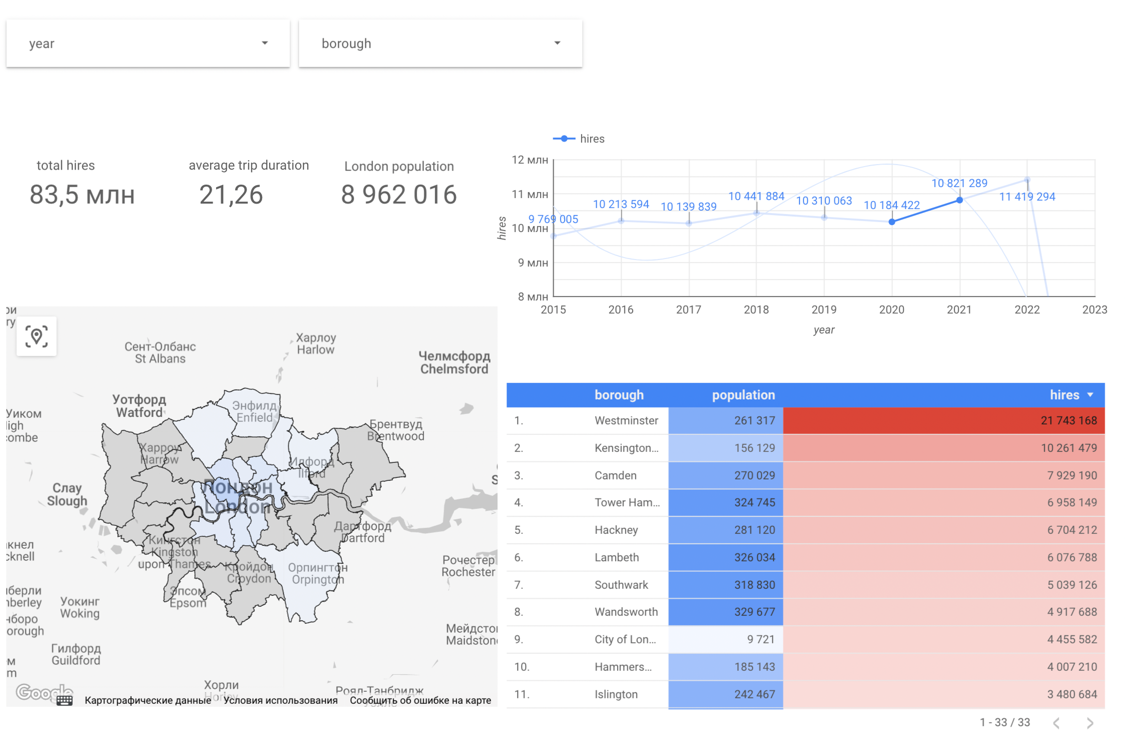 year
borough
total hires
83,5 млн
average trip duration
21,26
London population
8 962 016
hires
12 млн
11 млн
10 млн
9 млн
8 млн
hires
9 769 005
10 213 594
10 139 839
10 441 884
10 310 063
10 184 422
10 821 289
11 419 294
2015
2016
2017
2018
2019
2020
2021
2022
2023
year
Сент-Олбанс
St Albans
Харлоу
Harlow
Челмсфорд
Chelmsford
Уотфорд
Watford
Энфилд
Enfield
Брентвуд
Brentwood
Харроу
Harrow
Илфорд
Ilford
Слау
Slough
Лондон
London
Дартфорд
Dartford
Кингстон
Kingston
upon Thames
Кройдон
Croydon
Орпингтон
Orpington
Рочестер
Rochester
Эпсом
Epsom
Уокинг
Woking
Гилфорд
Guildford
Мейдсто
Maidston
Хорли
Роял-Танбридж
Google
Картографические данные
Условия использования
Сообщить об ошибке на карте
borough population hires
1. Westminster 261 317 21 743 168
2. Kensington... 156 129 10 261 479
3. Camden 270 029 7 929 190
4. Tower Ham... 324 745 6 958 149
5. Hackney 281 120 6 704 212
6. Lambeth 326 034 6 076 788
7. Southwark 318 830 5 039 126
8. Wandsworth 329 677 4 917 688
9. City of Lon... 9 721 4 455 582
10. Hammers... 185 143 4 007 210
11. Islington 242 467 3 480 684
1 - 33 / 33